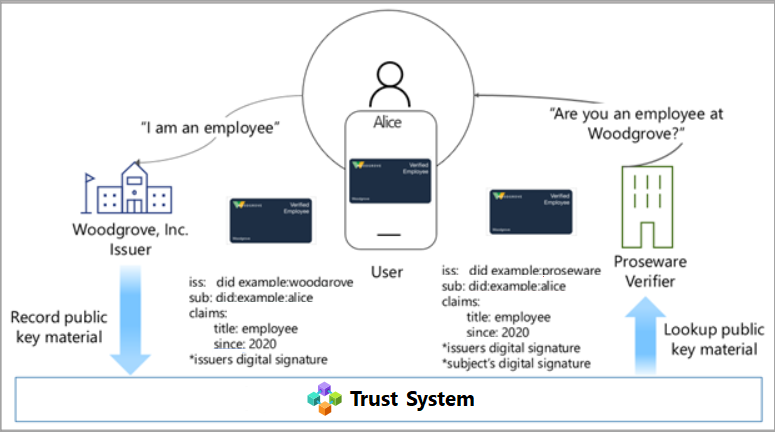 "I am an employee"
Alice
"Are you an employee at
Woodgrove?"
WOODGROVE
Verified
Employee
Woodgrove
WOODGROVE
Verified
Employee
Woodgrove
WOODGROVE
Verified
Employee
Woodgrove
Woodgrove, Inc.
Issuer
User
Proseware
Verifier
iss: did example:woodgrove
sub: did:example:alice
claims:
title: employee
since: 2020
*issuers digital signature
iss: did example:proseware
sub: did:example:alice
claims:
title: employee
since: 2020
*issuers digital signature
*subject's digital signature
Record public
key material
Lookup public
key material
Trust System